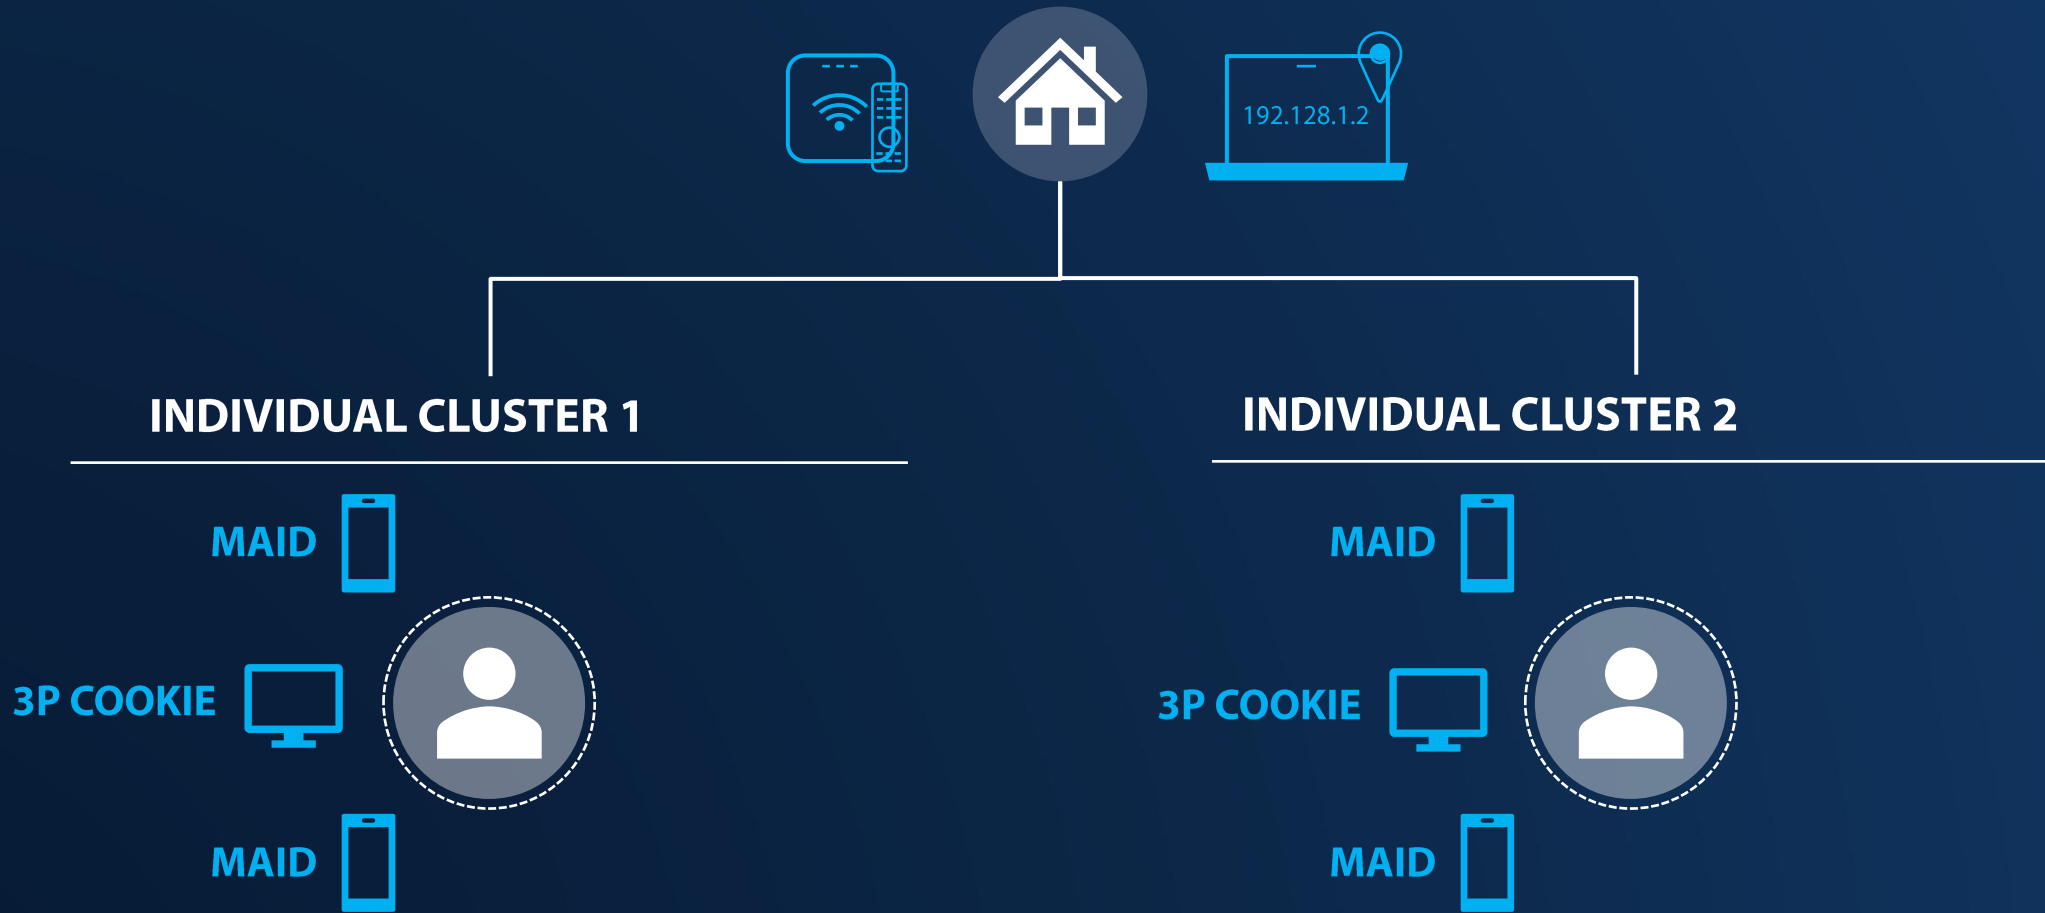 192.128.1.2
INDIVIDUAL CLUSTER 1
INDIVIDUAL CLUSTER 2
MAID
MAID
3P COOKIE
3P COOKIE
MAID
MAID